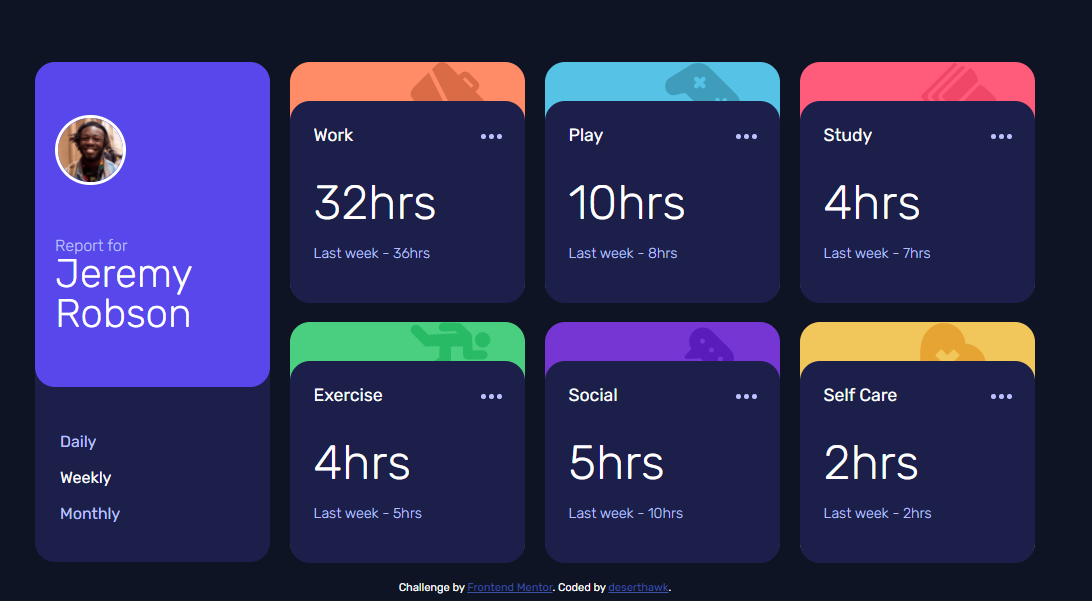 Report for
Jeremy
Robson
Daily
Weekly
Monthly
Work
32hrs
Last week - 36hrs
Play
10hrs
Last week - 8hrs
Study
4hrs
Last week - 7hrs
Exercise
4hrs
Last week - 5hrs
Social
5hrs
Last week - 10hrs
Self Care
2hrs
Last week - 2hrs
Challenge by Frontend Mentor. Coded by deserthawk.